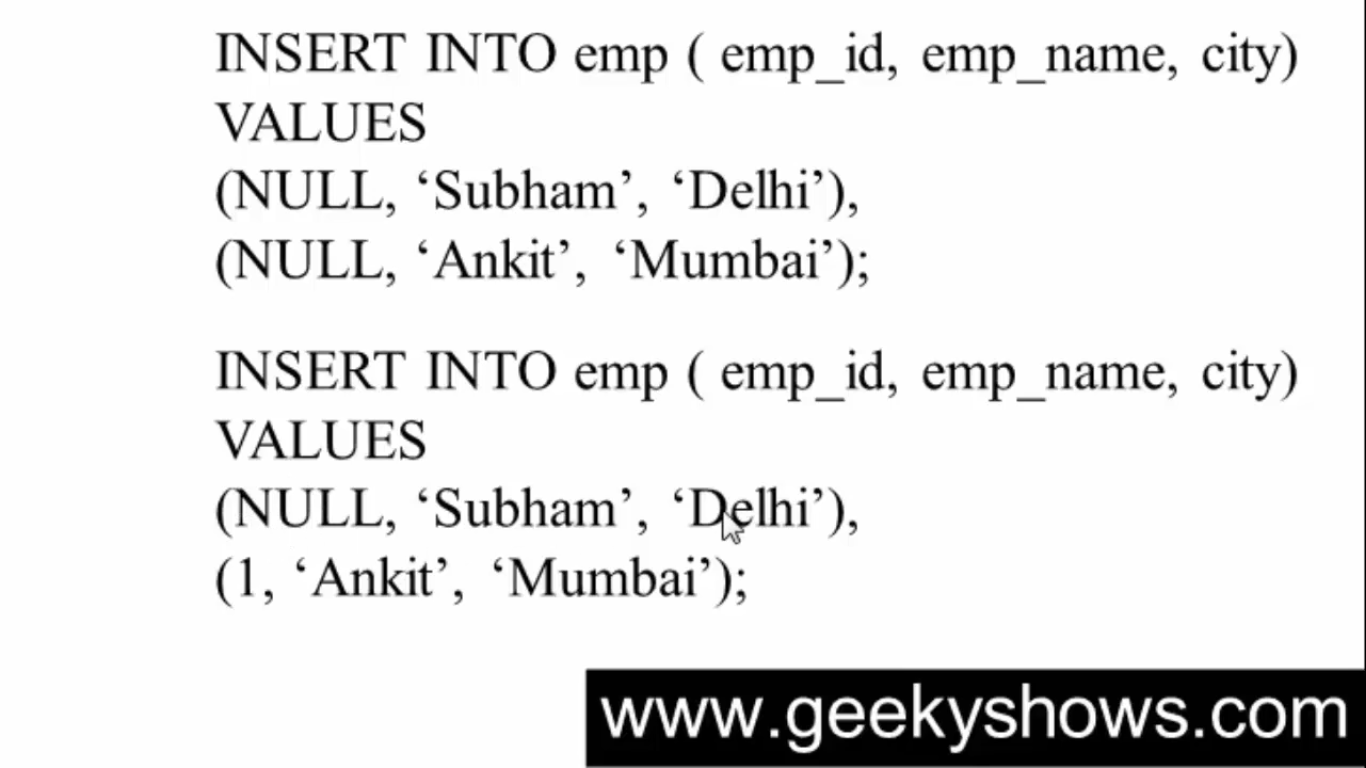 INSERT INTO emp ( emp_id, emp_name, city)
VALUES
(NULL, ‘Subham’, ‘Delhi’),
(NULL, ‘Ankit’, ‘Mumbai’);
INSERT INTO emp ( emp_id, emp_name, city)
VALUES
(NULL, ‘Subham’, ‘Delhi’),
(1, ‘Ankit’, ‘Mumbai’);
www.geekyshows.com